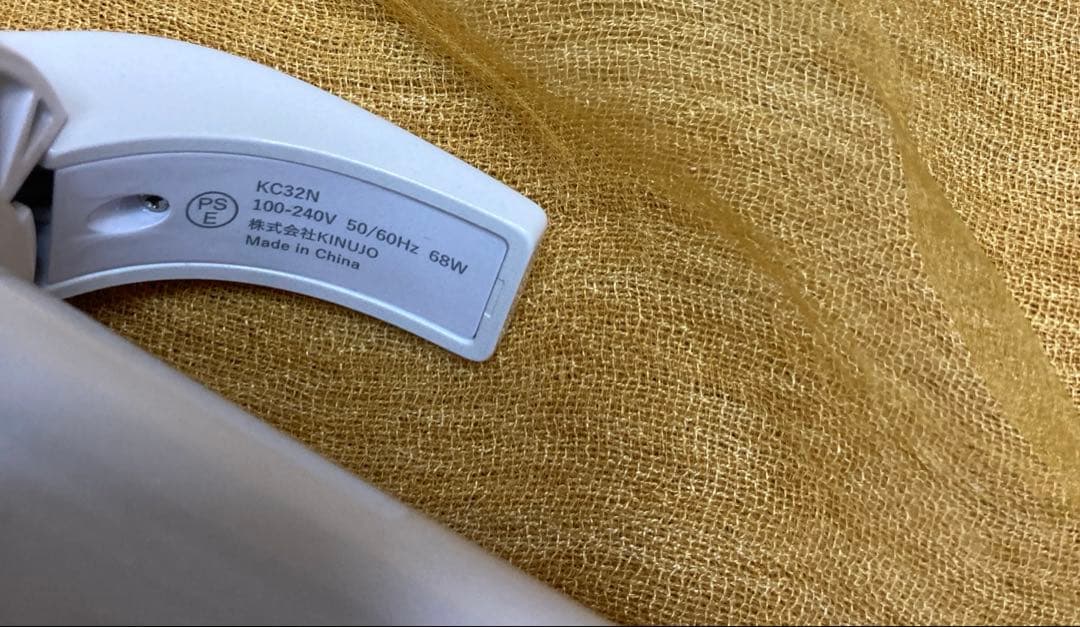 PS
E
KC32N
100-240V 50/60Hz 68W
株式会社KINUJO
Made in China